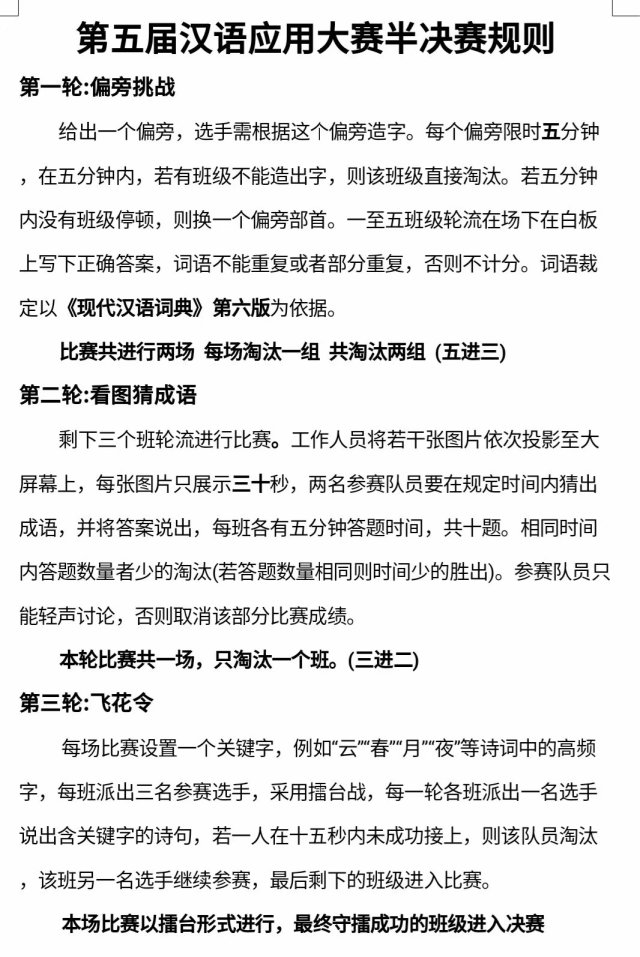 第五届汉语应用大赛半决赛规则
第一轮:偏旁挑战
给出一个偏旁，选手需根据这个偏旁造字。每个偏旁限时五分钟
，在五分钟内，若有班级不能造出字，则该班级直接淘汰。若五分钟
内没有班级停顿，则换一个偏旁部首。一至五班级轮流在场下在白板
上写下正确答案，词语不能重复或者部分重复，否则不计分。词语裁
定以《现代汉语词典》第六版为依据。
比赛共进行两场 每场淘汰一组 共淘汰两组 (五进三)
第二轮:看图猜成语
剩下三个班轮流进行比赛。工作人员将若干张图片依次投影至大
屏幕上，每张图片只展示三十秒，两名参赛队员要在规定时间内猜出
成语，并将答案说出，每班各有五分钟答题时间，共十题。相同时间
内答题数量者少的淘汰(若答题数量相同则时间少的胜出)。参赛队员只
能轻声讨论，否则取消该部分比赛成绩。
本轮比赛共一场，只淘汰一个班。(三进二)
第三轮:飞花令
每场比赛设置一个关键字，例如“云”“春”“月”“夜”等诗词中的高频
字，每班派出三名参赛选手，采用擂台战，每一轮各班派出一名选手
说出含关键字的诗句，若一人在十五秒内未成功接上，则该队员淘汰
，该班另一名选手继续参赛，最后剩下的班级进入比赛。
本场比赛以擂台形式进行，最终守擂成功的班级进入决赛